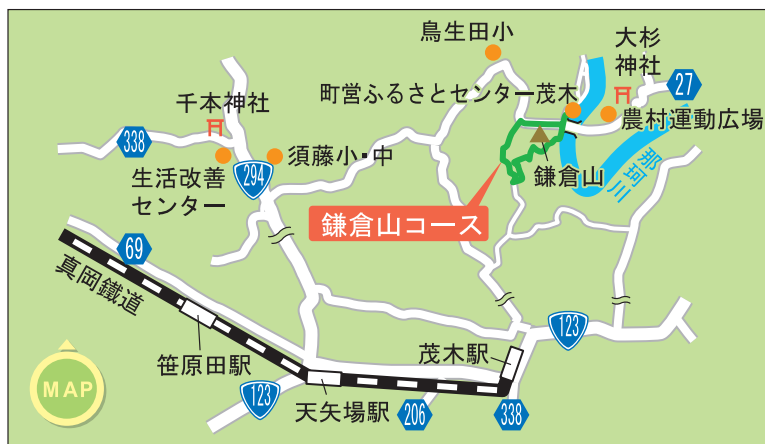 鳥生田小
大杉
神社
27
町営ふるさとセンター茂木
農村運動広場
千本神社
338
須藤小・中
生活改善
センター
294
鎌倉山
那珂川
鎌倉山コース
69
真岡鐵道
笹原田駅
123
茂木駅
MAP
123
天矢場駅
206
338